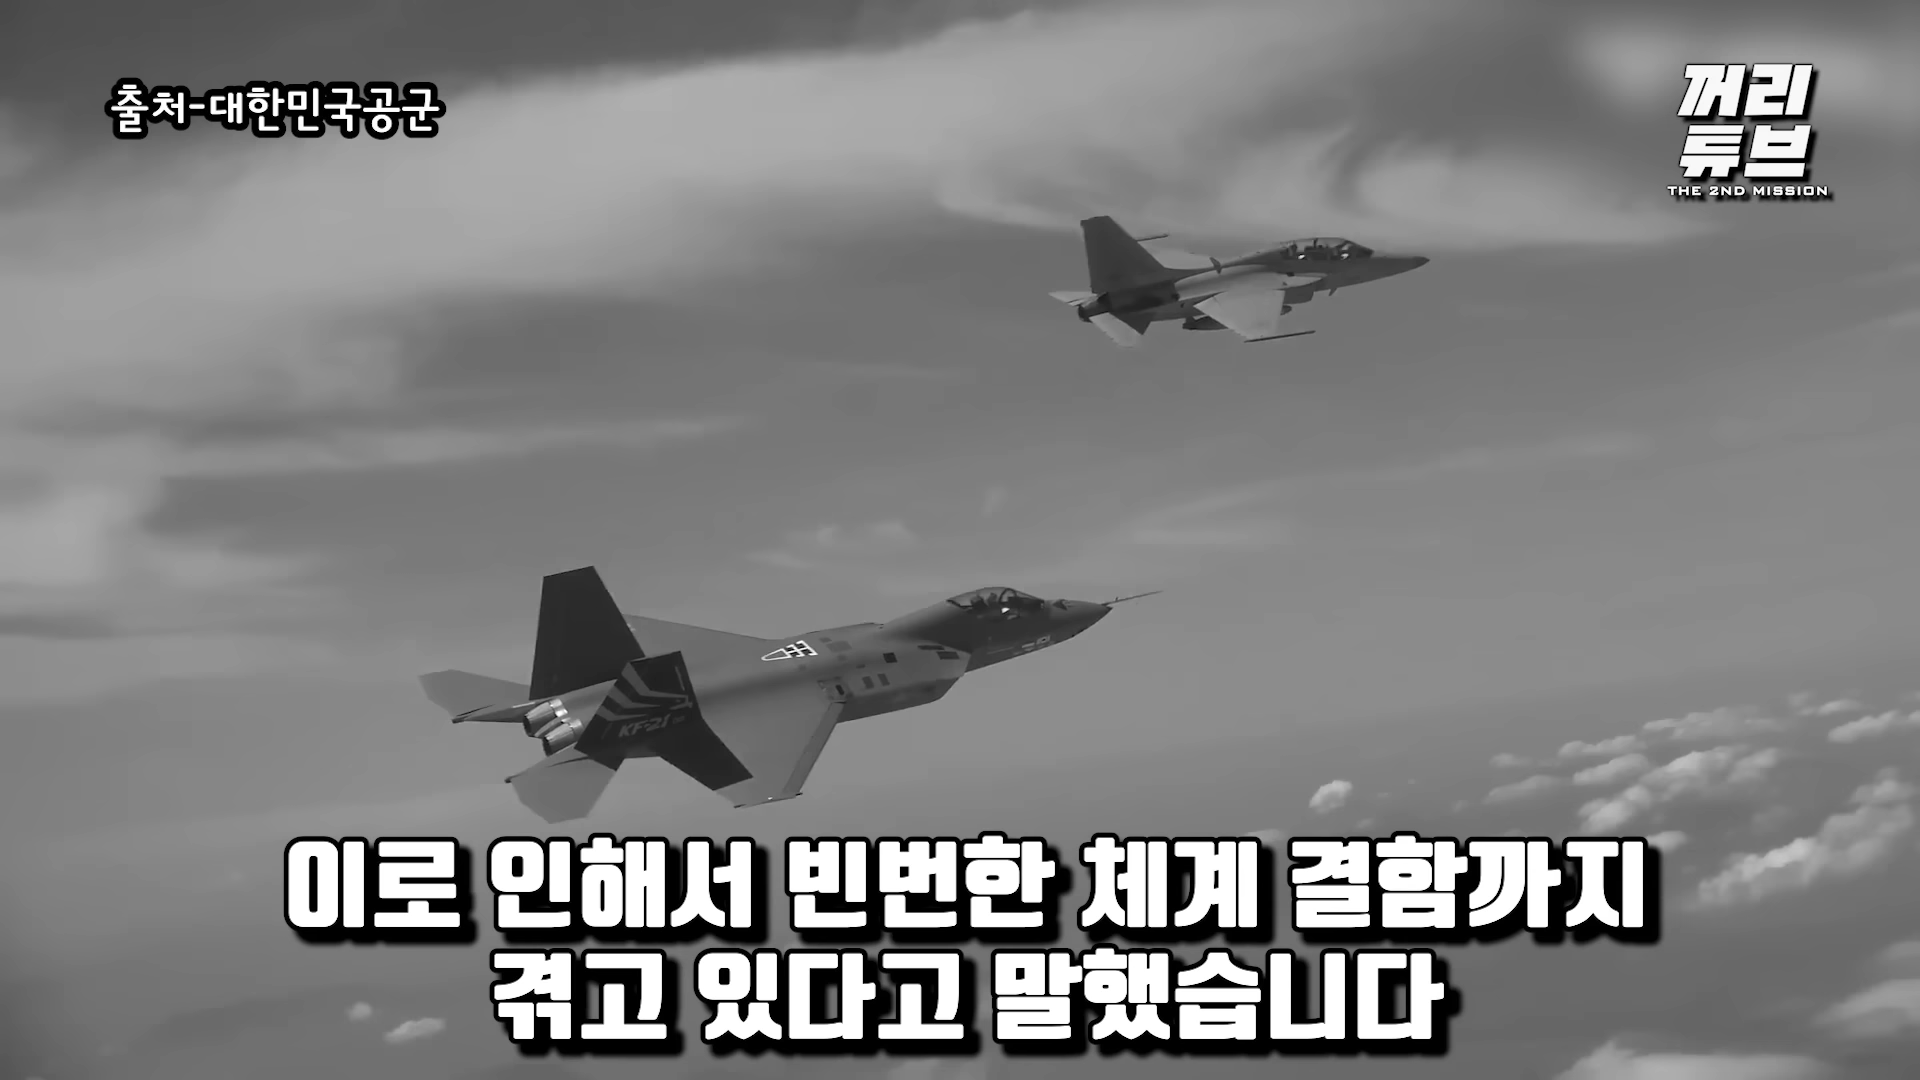 출처-대한민국공군
꺼리
튜브
THE 2ND MISSION
KF-21
이로 인해서 빈번한 체계 결함까지
겪고 있다고 말했습니다